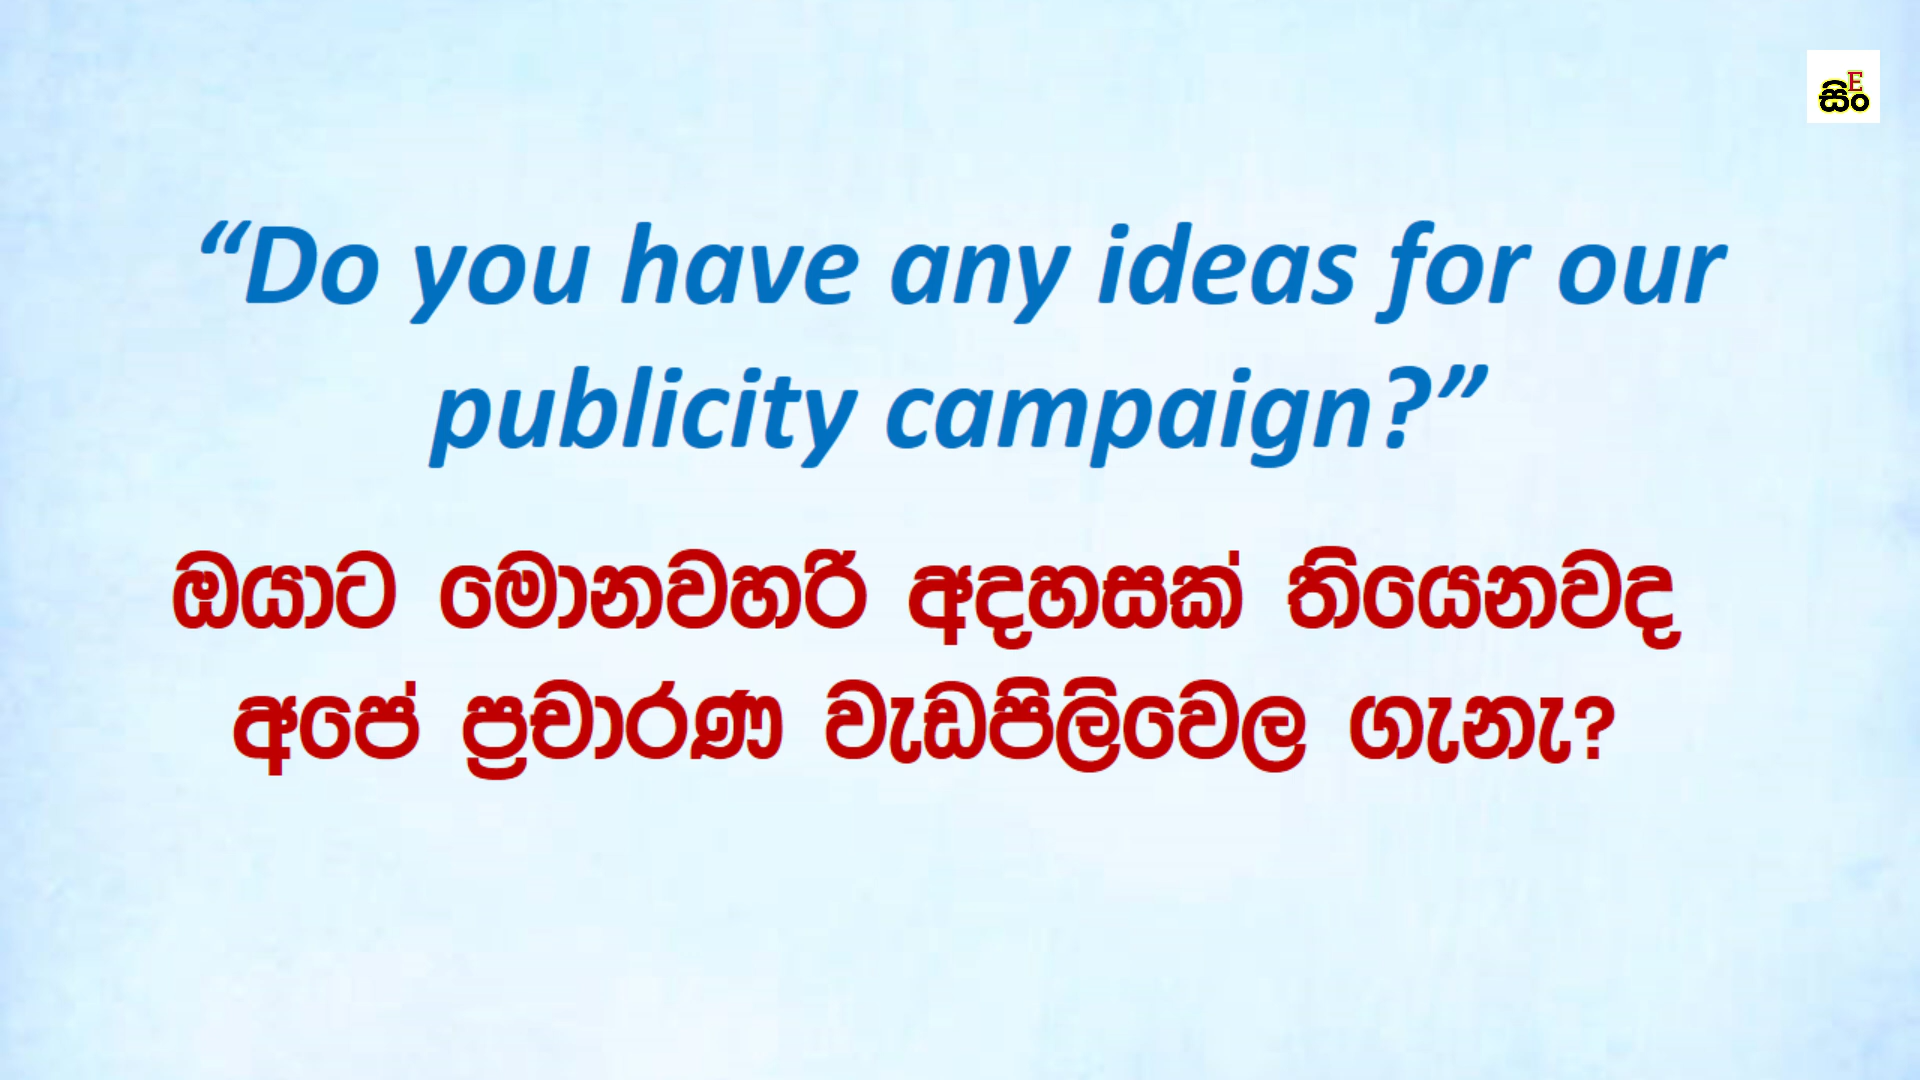 සිං
E
“Do you have any ideas for our
publicity campaign?”
ඔයාට මොනවහරි අදහසක් තියෙනවද
අපේ ප්‍රචාරණ වැඩපිලිවෙල ගැනැ?